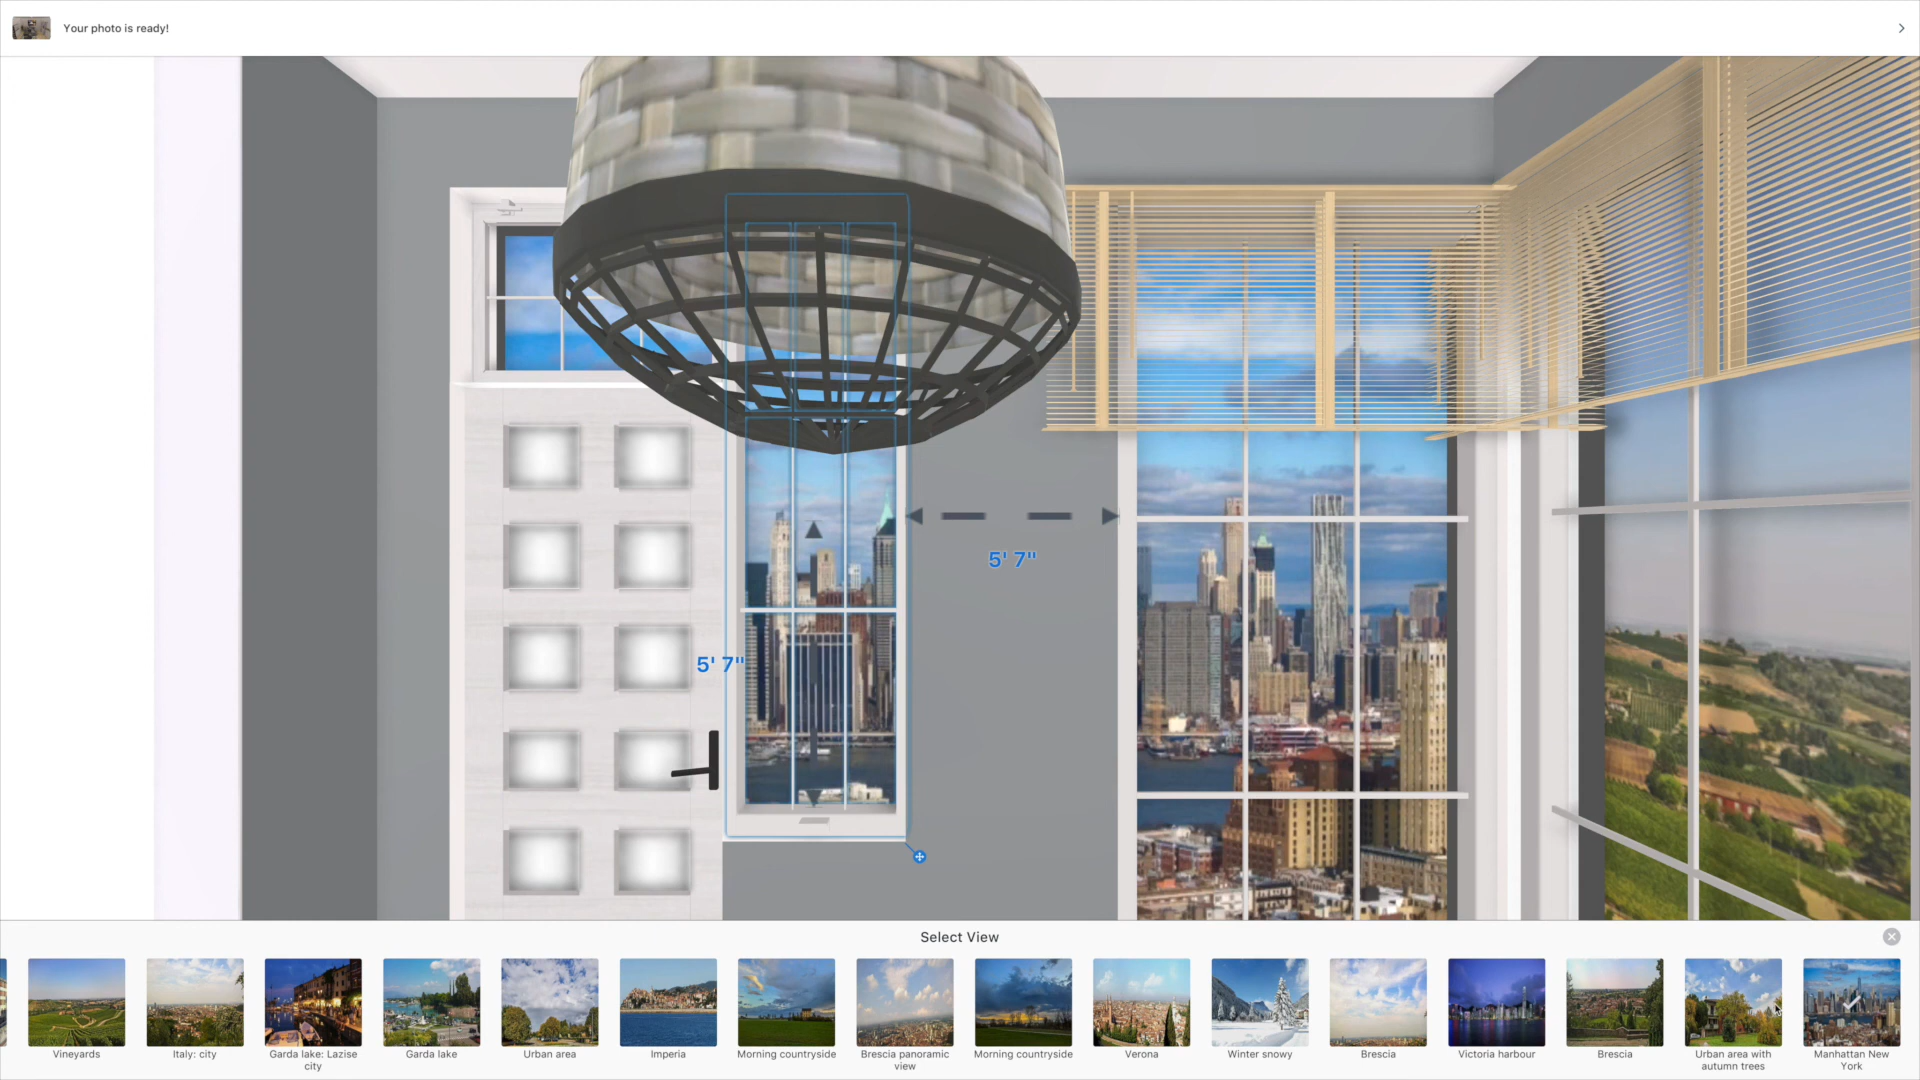 Your photo is ready!
5' 7"
5' 7"
Select View
Vineyards
Italy: city
Garda lake: Lazise
city
Garda lake
Urban area
Imperia
Morning countryside
Brescia panoramic
view
Morning countryside
Verona
Winter snowy
Brescia
Victoria harbour
Brescia
Urban area with
autumn trees
Manhattan New
York